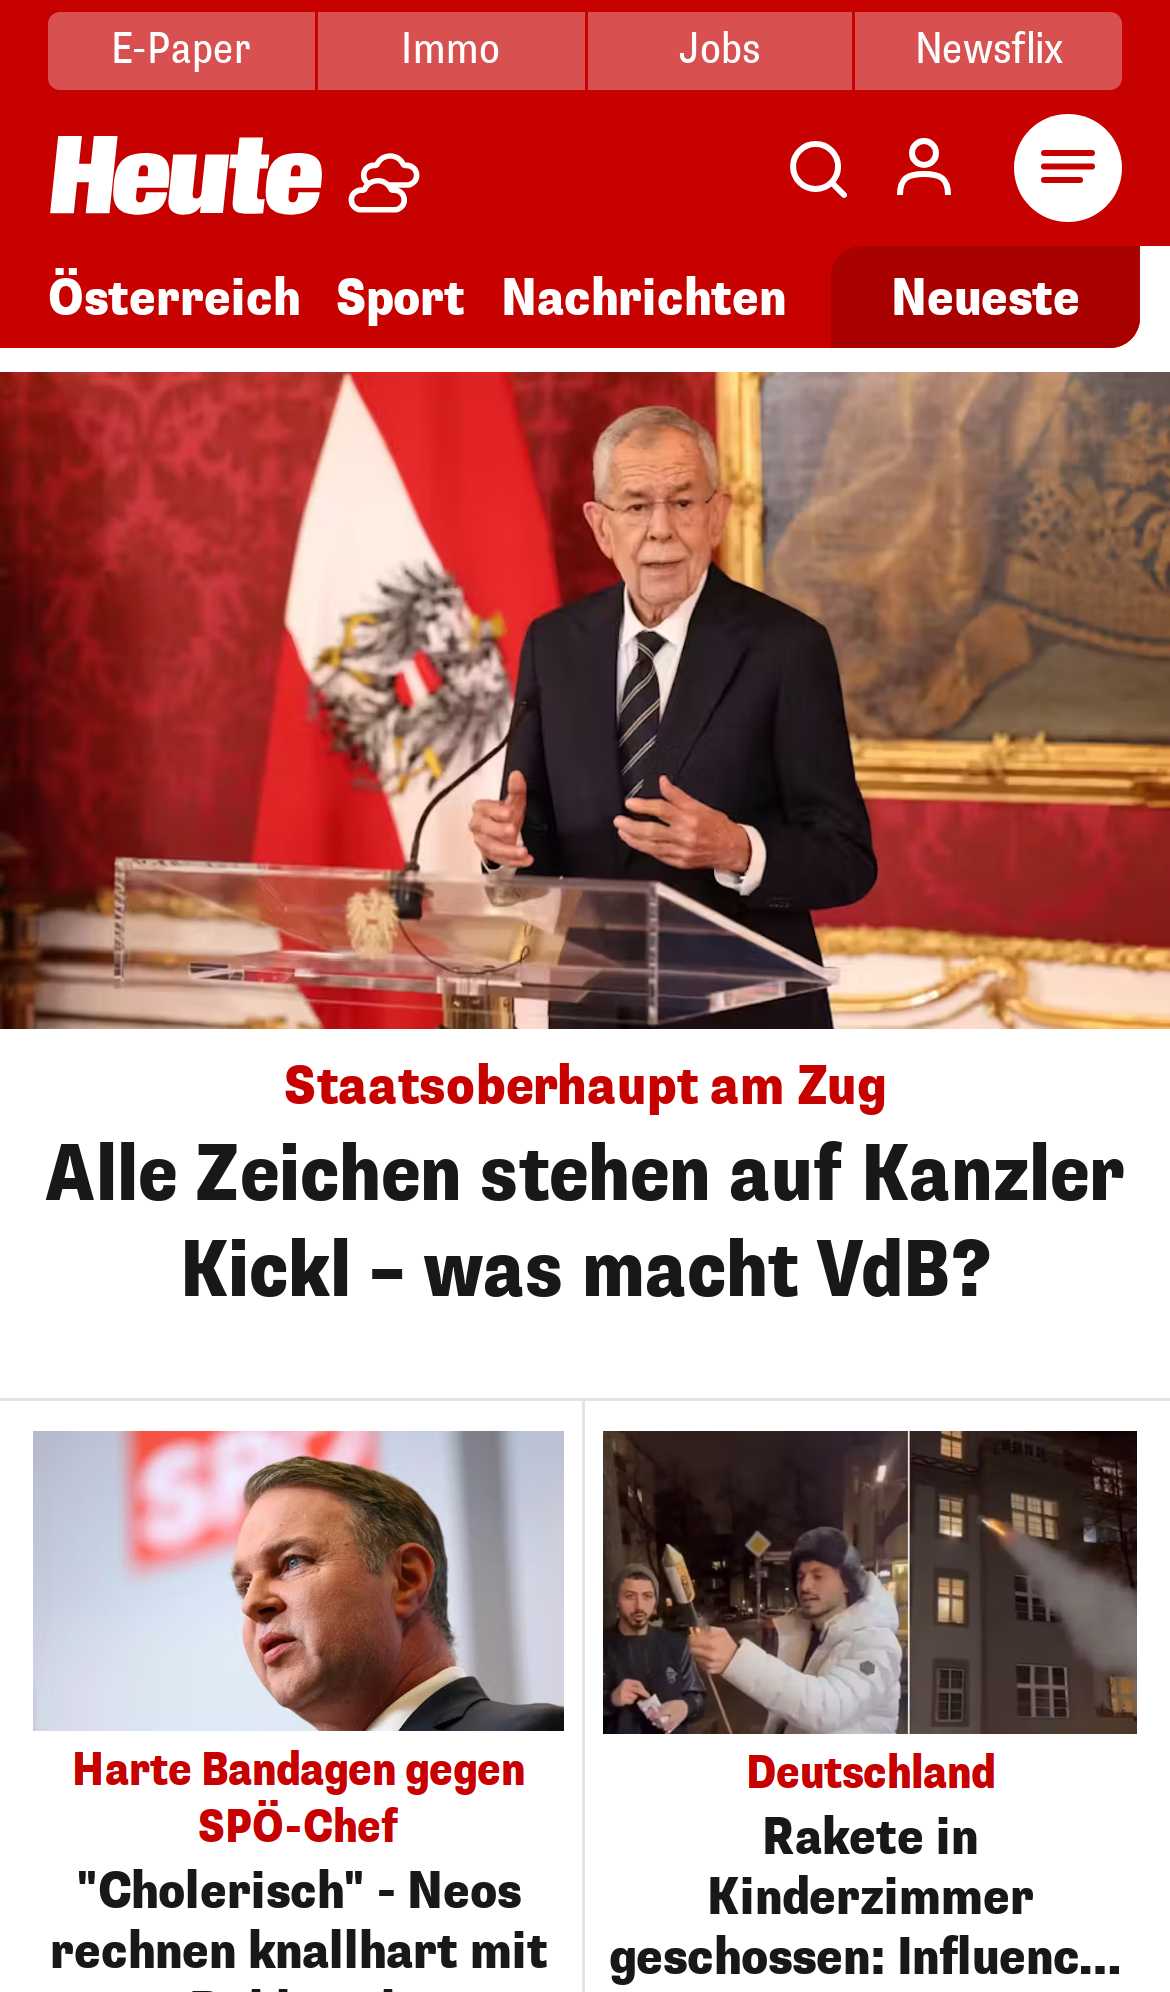 E-Paper Immo Jobs Newsflix
Heute
Österreich Sport Nachrichten Neueste
Staatsoberhaupt am Zug
Alle Zeichen stehen auf Kanzler
Kickl – was macht VdB?
Harte Bandagen gegen
SPÖ-Chef
"Cholerisch" - Neos
rechnen knallhart mit
Deutschland
Rakete in
Kinderzimmer
geschossen: Influenc...